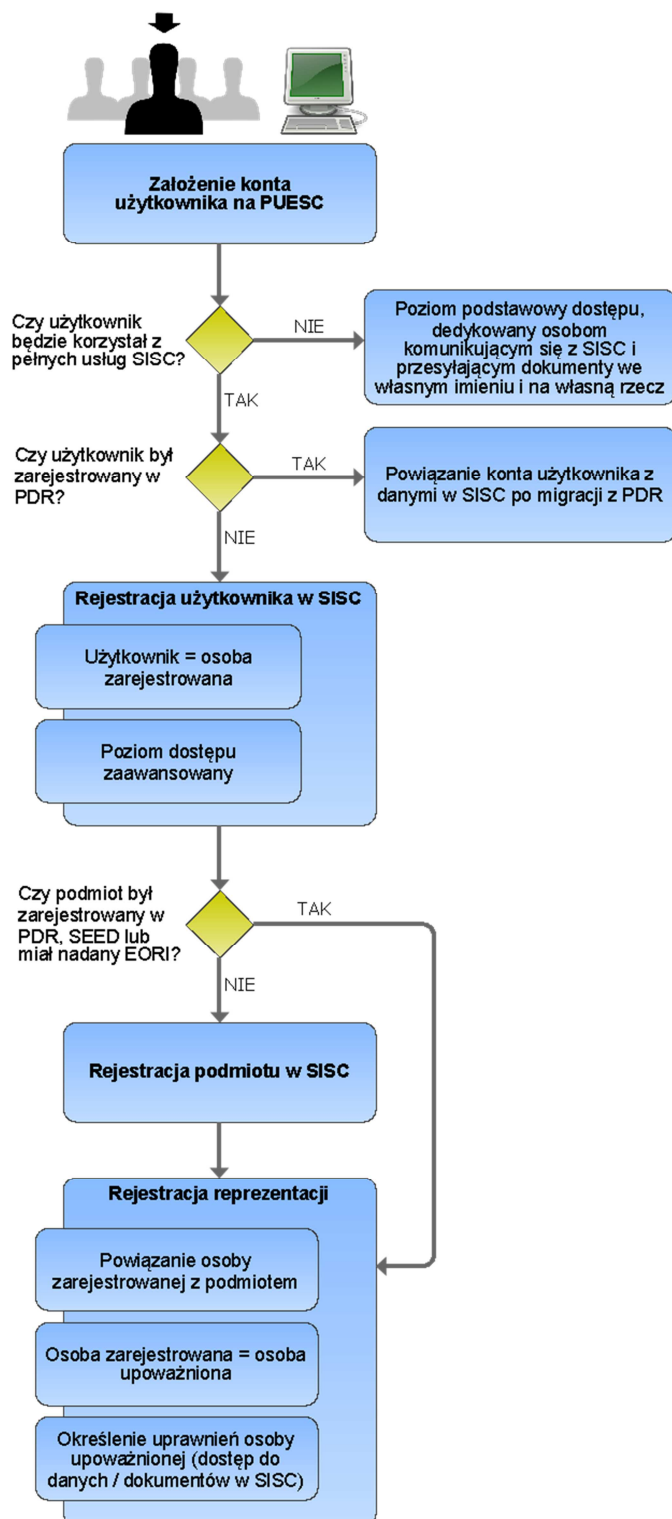 Założenie konta
użytkownika na PUESC
Czy użytkownik
będzie korzystał z
pełnych usług SISC?
NIE
Poziom podstawowy dostępu,
dedykowany osobom
komunikującym się z SISC i
przesyłającym dokumenty we
własnym imieniu i na własną rzecz
TAK
Czy użytkownik był
zarejestrowany w
PDR?
TAK
Powiązanie konta użytkownika z
danymi w SISC po migracji z PDR
NIE
Rejestracja użytkownika w SISC
Użytkownik = osoba
zarejestrowana
Poziom dostępu
zaawansowany
Czy podmiot był
zarejestrowany w
PDR, SEED lub
miał nadany EORI?
TAK
NIE
Rejestracja podmiotu w SISC
Rejestracja reprezentacji
Powiązanie osoby
zarejestrowanej z podmiotem
Osoba zarejestrowana = osoba
upoważniona
Określenie uprawnień osoby
upoważnionej (dostęp do
danych / dokumentów w SISC)